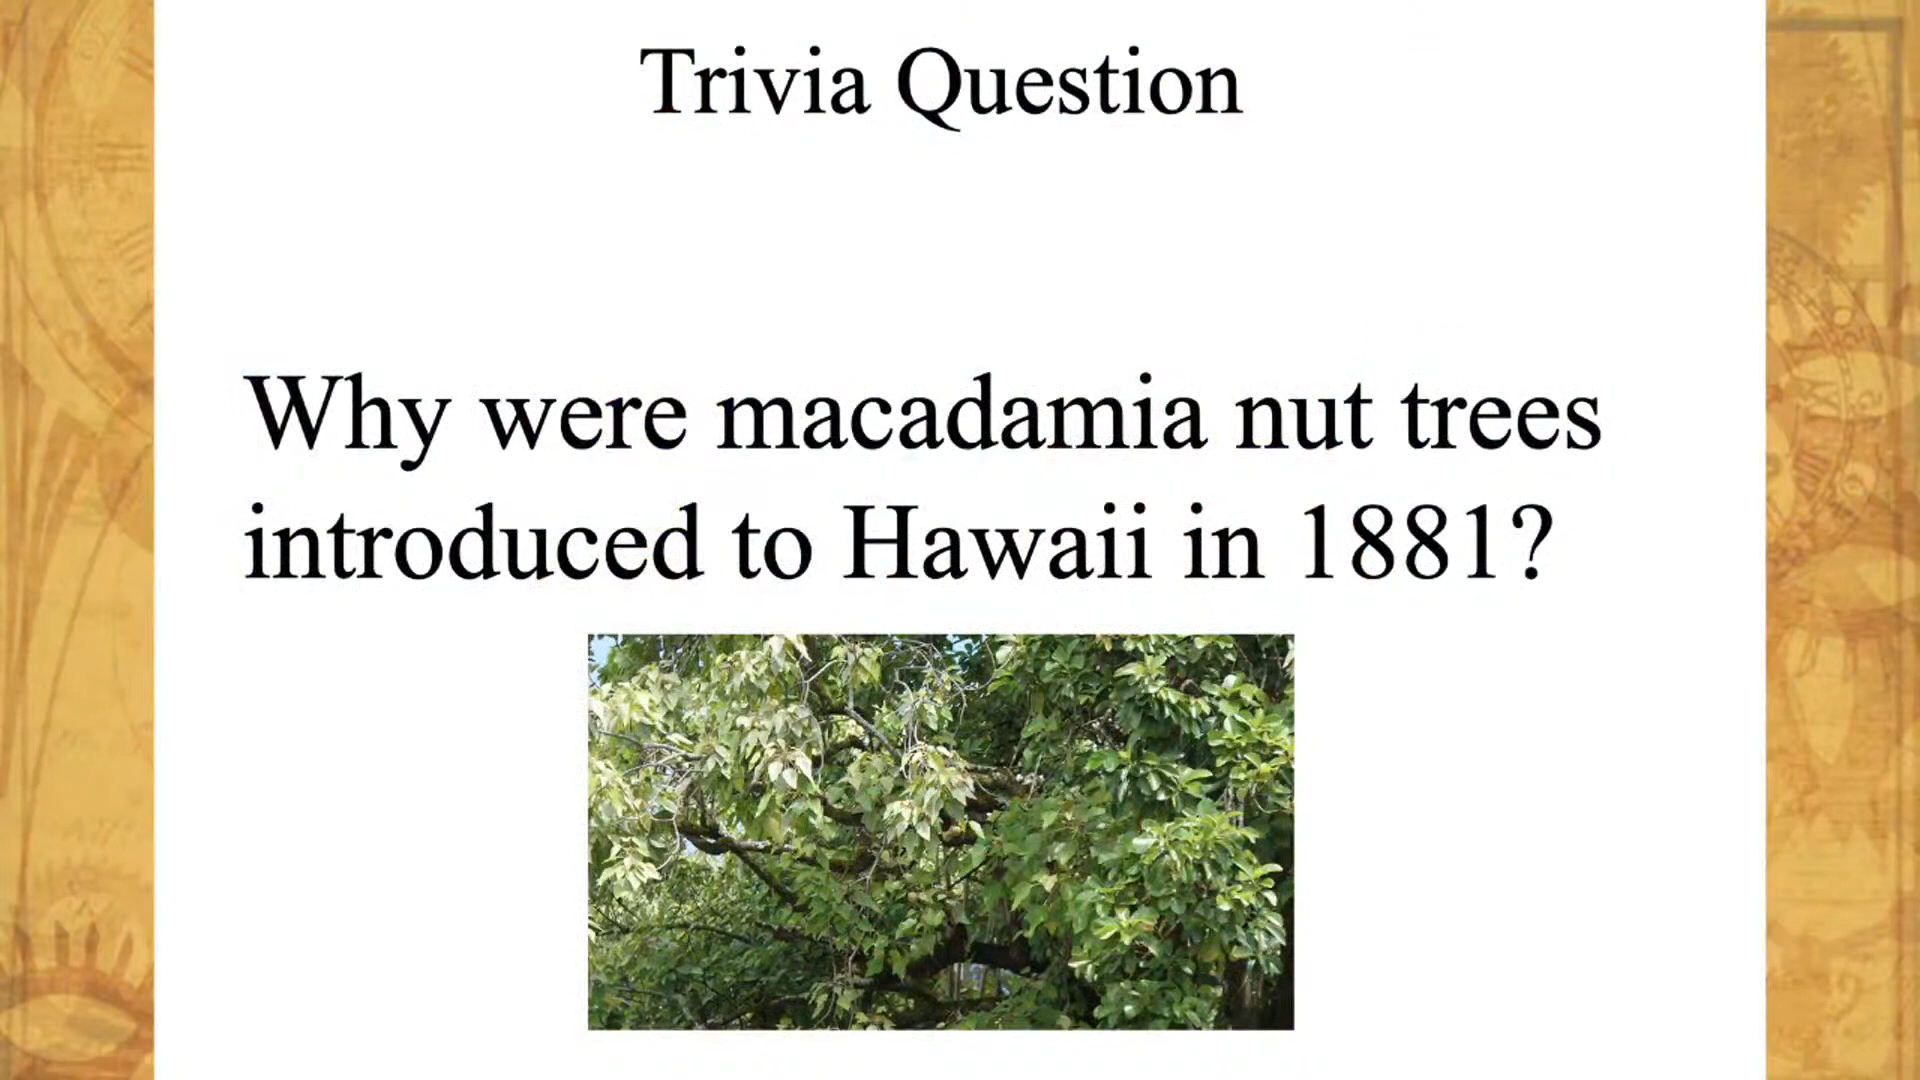 Trivia Question
Why were macadamia nut trees
introduced to Hawaii in 1881?